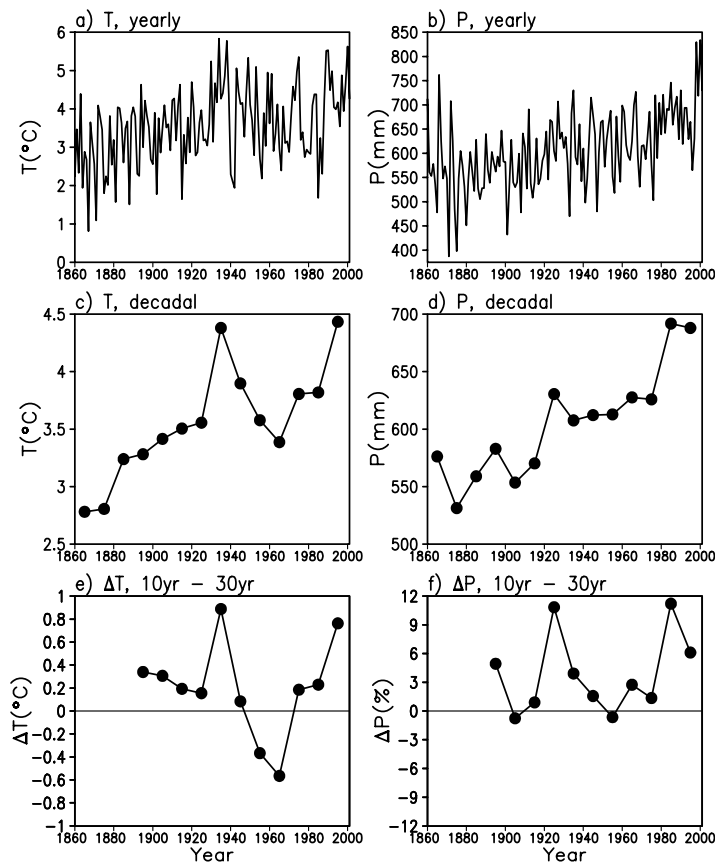 a) T, yearly
T(°C)
6
5
4
3
2
1
0
1860 1880 1900 1920 1940 1960 1980 2000
b) P, yearly
P(mm)
850
800
750
700
650
600
550
500
450
400
1860 1880 1900 1920 1940 1960 1980 2000
c) T, decadal
T(°C)
4.5
4
3.5
3
2.5
1860 1880 1900 1920 1940 1960 1980 2000
d) P, decadal
P(mm)
700
650
600
550
500
1860 1880 1900 1920 1940 1960 1980 2000
e) ΔT, 10yr − 30yr
ΔT(°C)
1
0.8
0.6
0.4
0.2
0
−0.2
−0.4
−0.6
−0.8
−1
1860 1880 1900 1920 1940 1960 1980 2000
Year
f) ΔP, 10yr − 30yr
ΔP(%)
12
9
6
3
0
−3
−6
−9
−12
1860 1880 1900 1920 1940 1960 1980 2000
Year